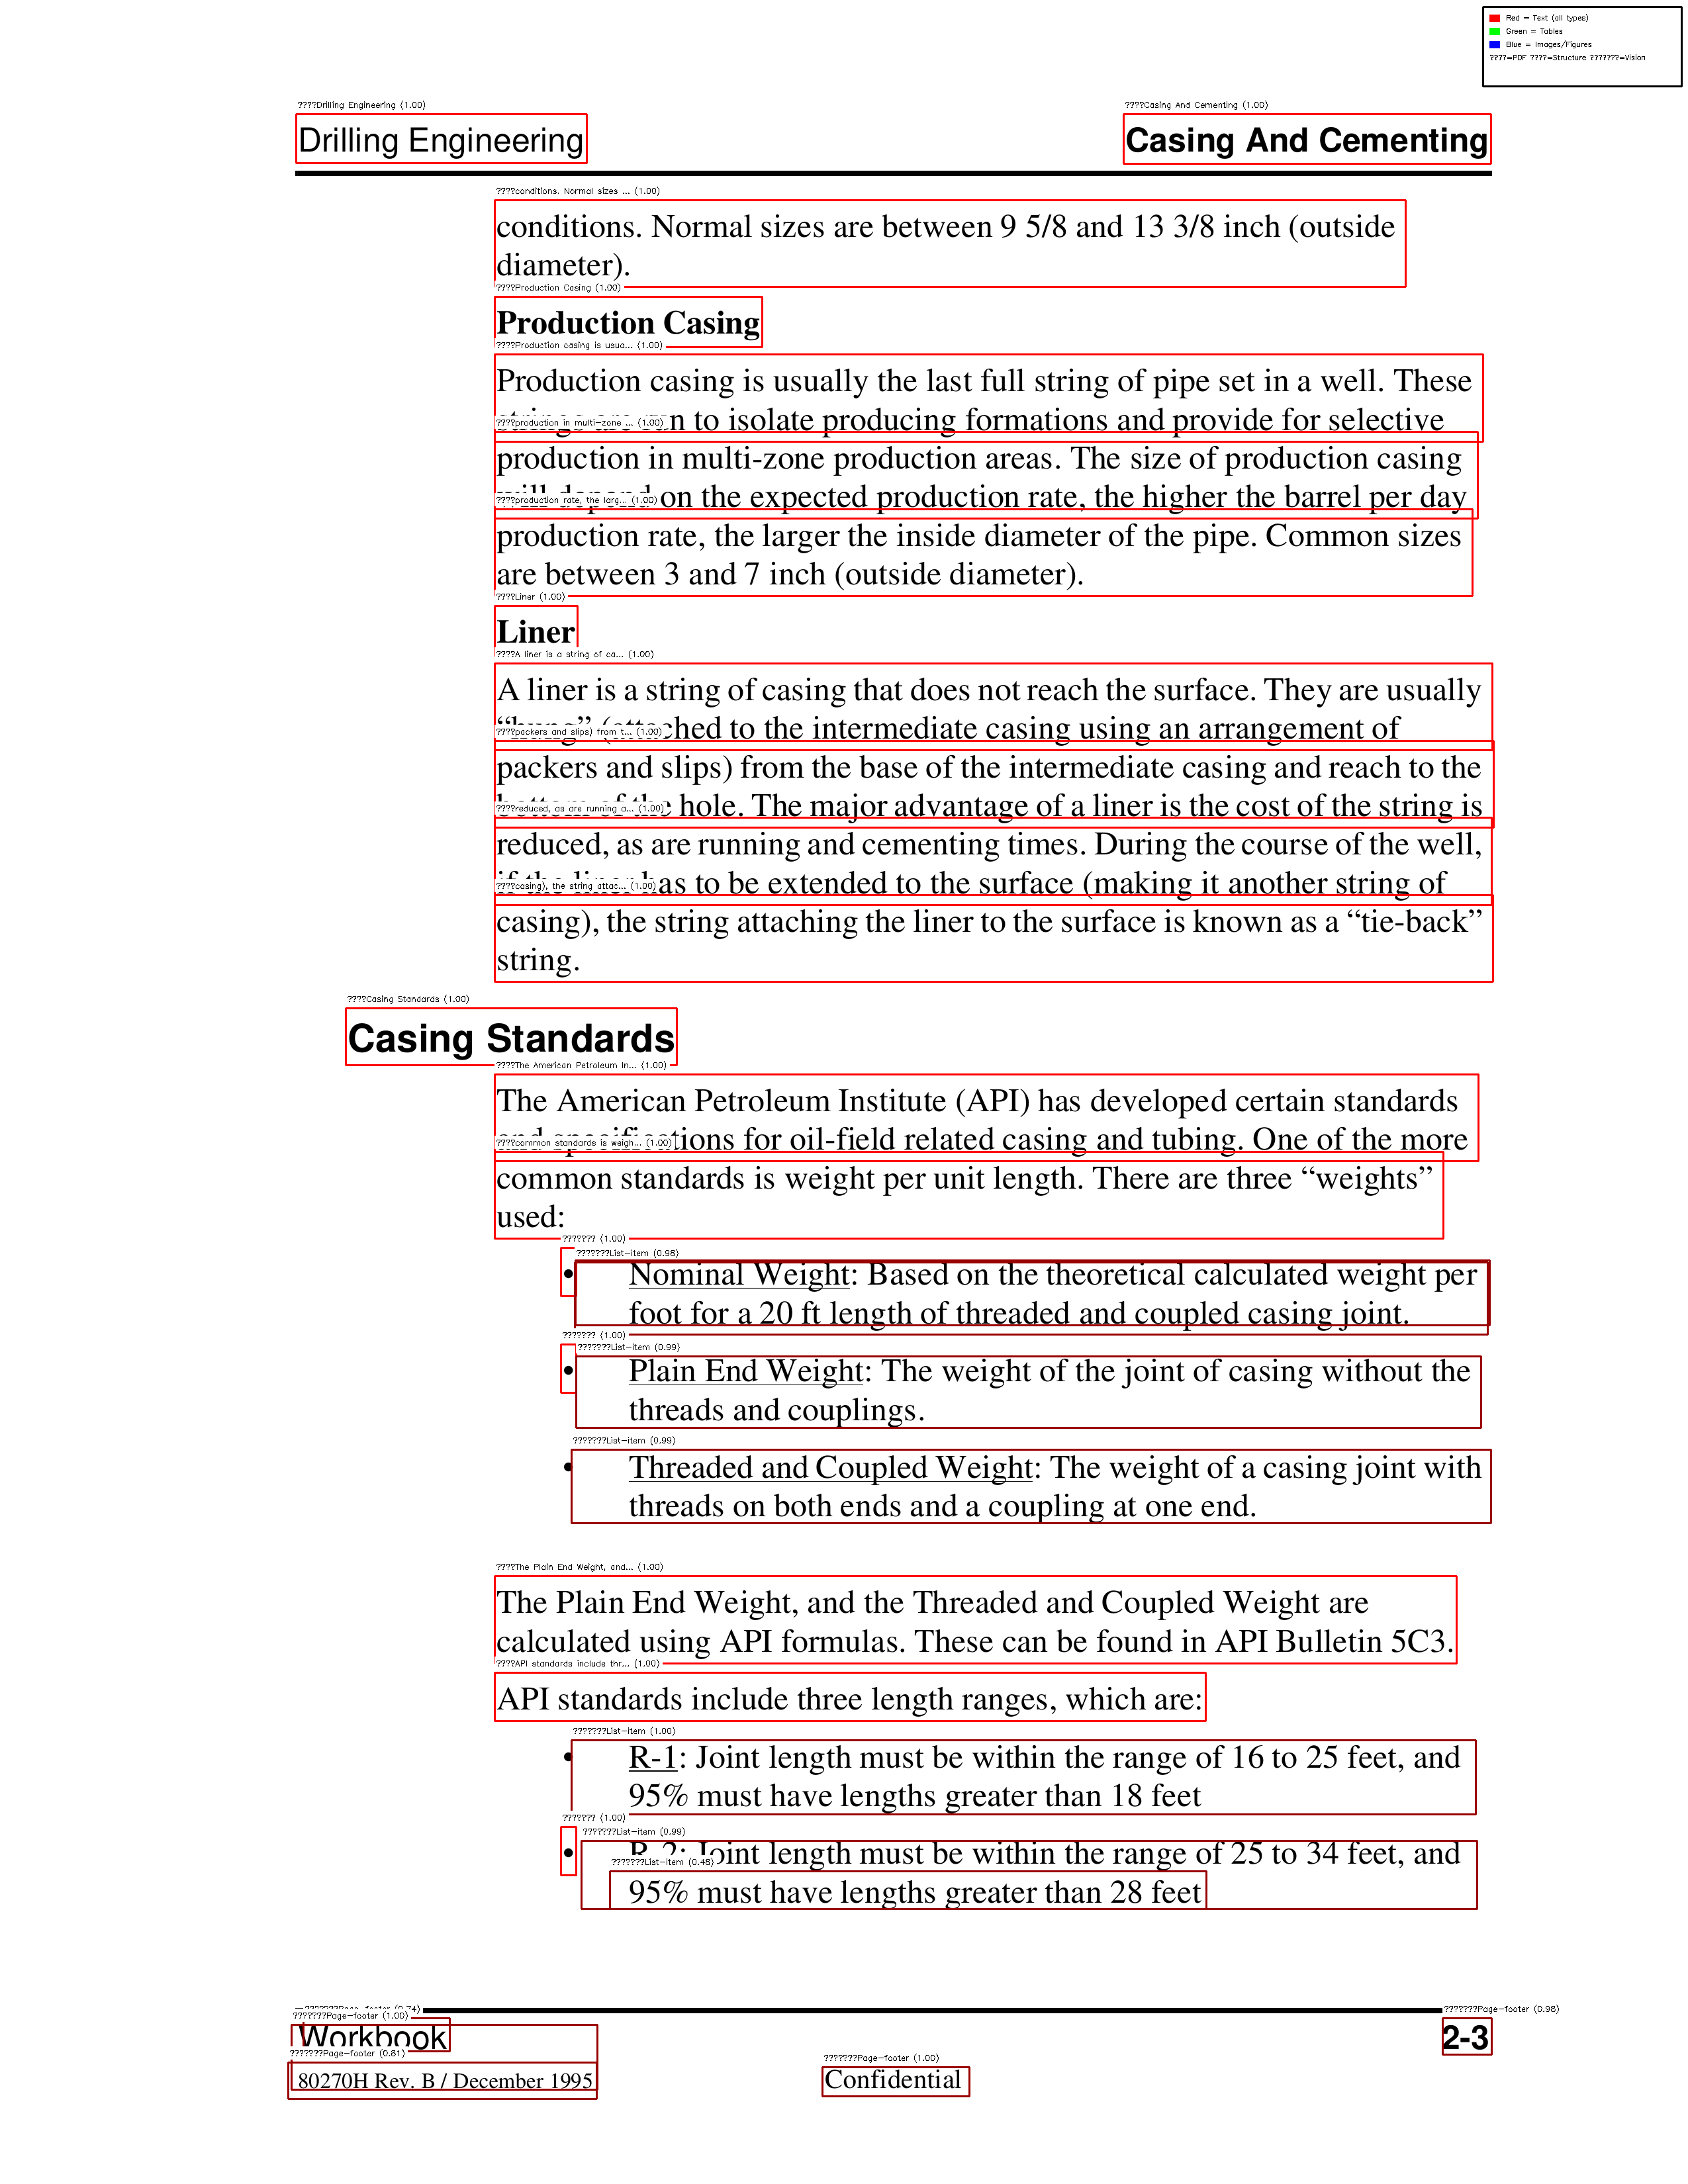 Red = Text (all types)
Green = Tables
Blue = Images/Figures
????=PDF ????=Structure ???????=Vision
????Drilling Engineering (1.00)
????Casing And Cementing (1.00)
Drilling Engineering
Casing And Cementing
????conditions. Normal sizes ... (1.00)
conditions. Normal sizes are between 9 5/8 and 13 3/8 inch (outside
diameter).
????Production Casing (1.00)
Production Casing
????Production casing is usua... (1.00)
Production casing is usually the last full string of pipe set in a well. These
to isolate producing formations and provide for selective
????production in multi-zone ... (1.00)
production in multi-zone production areas. The size of production casing
on the expected production rate, the higher the barrel per day
????production rate, the larg... (1.00)
production rate, the larger the inside diameter of the pipe. Common sizes
are between 3 and 7 inch (outside diameter).
????Liner (1.00)
Liner
????A liner is a string of ca... (1.00)
A liner is a string of casing that does not reach the surface. They are usually
“hung” (attached to the intermediate casing using an arrangement of
????packers and slips) from t... (1.00)
packers and slips) from the base of the intermediate casing and reach to the
bottom of the hole. The major advantage of a liner is the cost of the string is
????reduced, as are running a... (1.00)
reduced, as are running and cementing times. During the course of the well,
if the liner has to be extended to the surface (making it another string of
????casing), the string attac... (1.00)
casing), the string attaching the liner to the surface is known as a “tie-back”
string.
????Casing Standards (1.00)
Casing Standards
????The American Petroleum In... (1.00)
The American Petroleum Institute (API) has developed certain standards
and specifications for oil-field related casing and tubing. One of the more
????common standards is weigh... (1.00)
common standards is weight per unit length. There are three “weights”
used:
??????? (1.00)
???????List-item (0.98)
• Nominal Weight: Based on the theoretical calculated weight per
foot for a 20 ft length of threaded and coupled casing joint.
??????? (1.00)
???????List-item (0.99)
• Plain End Weight: The weight of the joint of casing without the
threads and couplings.
???????List-item (0.99)
• Threaded and Coupled Weight: The weight of a casing joint with
threads on both ends and a coupling at one end.
????The Plain End Weight, and... (1.00)
The Plain End Weight, and the Threaded and Coupled Weight are
calculated using API formulas. These can be found in API Bulletin 5C3.
????API standards include thr... (1.00)
API standards include three length ranges, which are:
???????List-item (1.00)
• R-1: Joint length must be within the range of 16 to 25 feet, and
95% must have lengths greater than 18 feet
??????? (1.00)
???????List-item (0.99)
• R-2: Joint length must be within the range of 25 to 34 feet, and
???????List-item (0.48)
95% must have lengths greater than 28 feet
???????Page-footer (0.74)
???????Page-footer (0.98)
???????Page-footer (1.00)
Workbook
2-3
???????Page-footer (0.81)
???????Page-footer (1.00)
80270H Rev. B / December 1995
Confidential